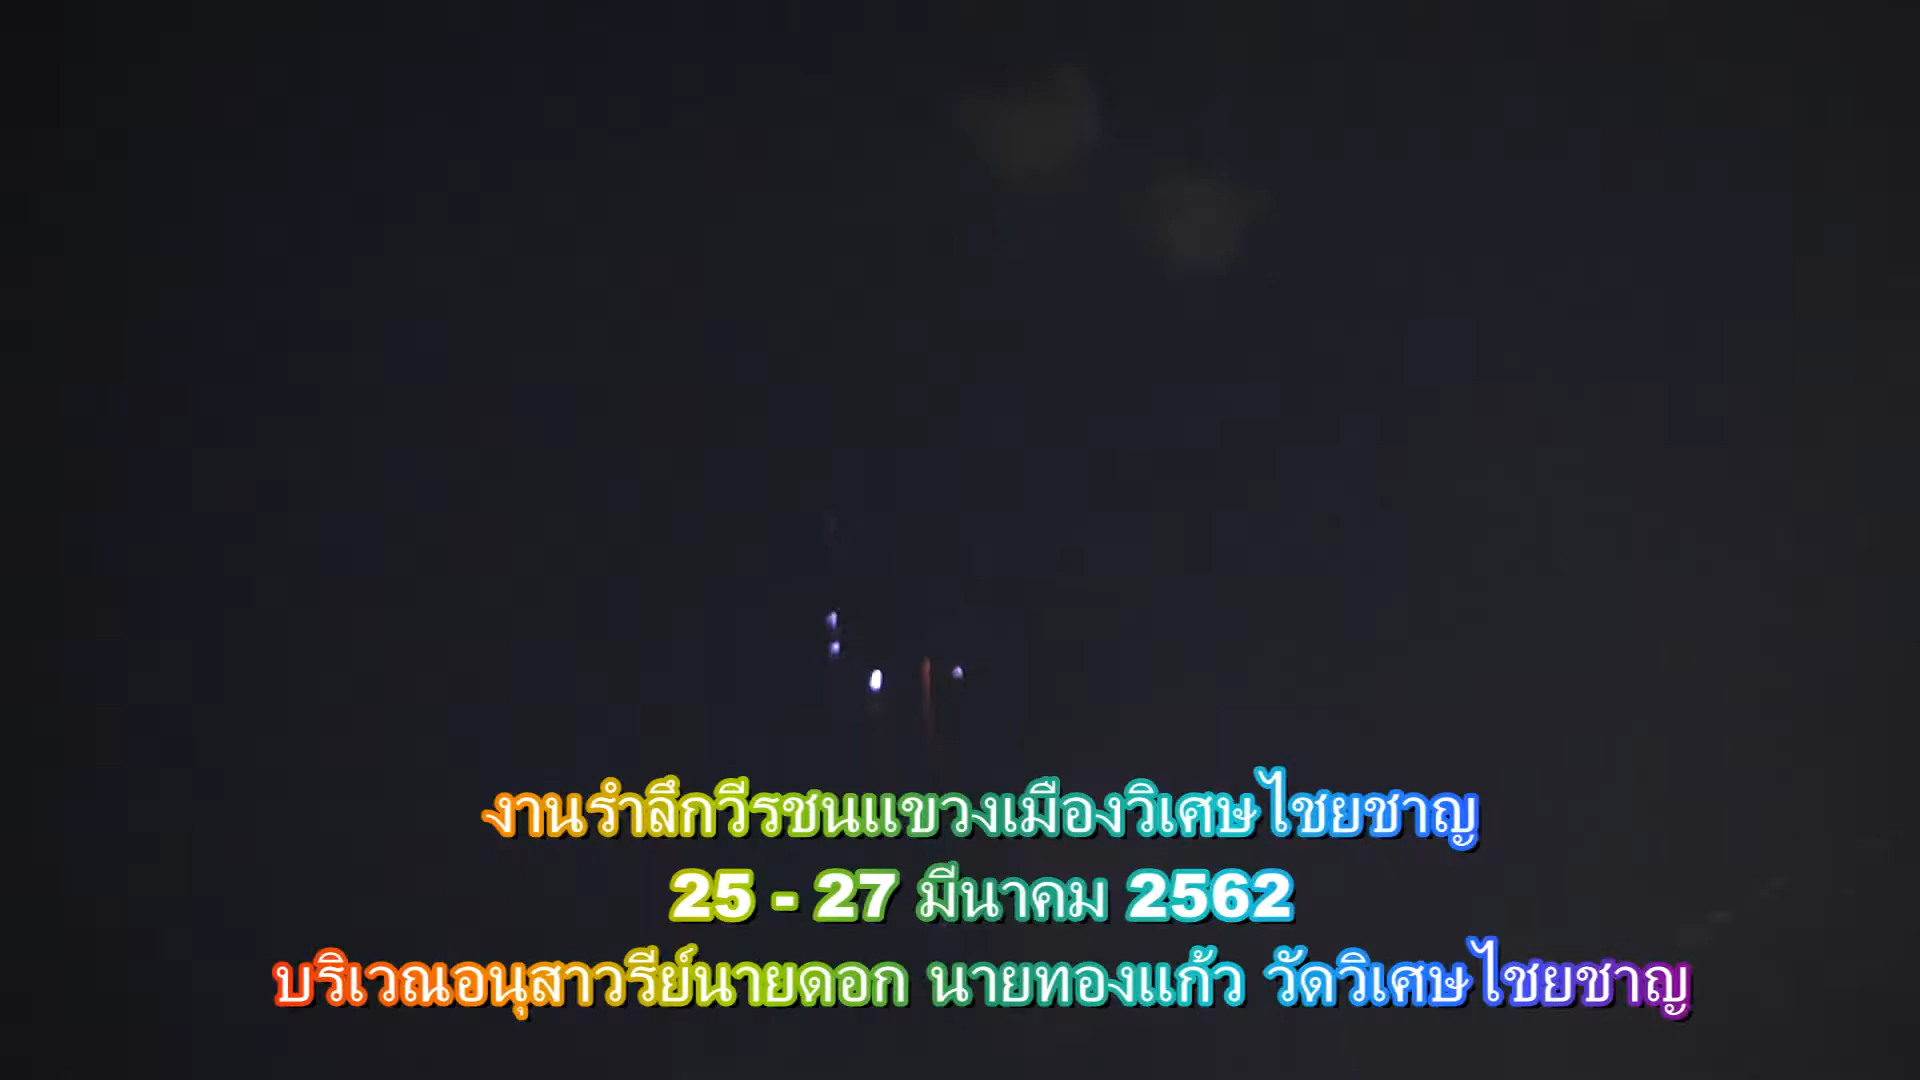 งานรำลึกวีรชนแขวงเมืองวิเศษไชยชาญ
25 - 27 มีนาคม 2562
บริเวณอนุสาวรีย์นายดอก นายทองแก้ว วัดวิเศษไชยชาญ